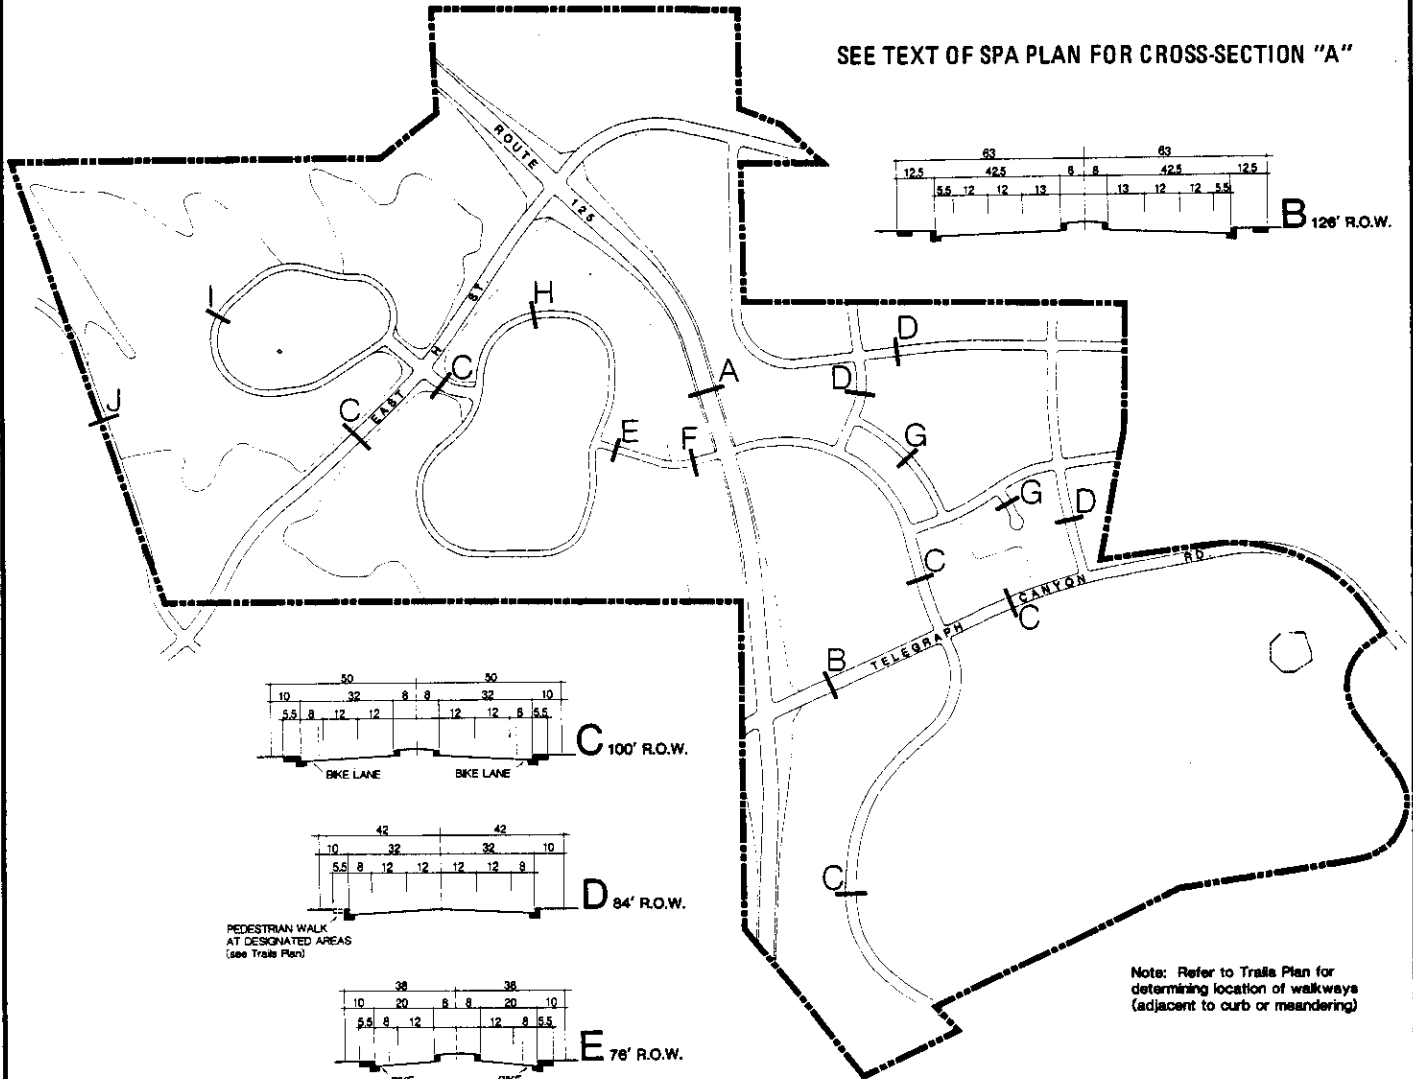 SEE TEXT OF SPA PLAN FOR CROSS-SECTION "A"
63 63
12.5 42.5 8 8 42.5 12.5
5.5 12 12 13 13 12 12 5.5
B 126' R.O.W.
ROUTE
125
I
H
ST.
H
C
C
EAST
J
A
D
D
E
F
G
G
D
C
CANYON
RD.
C
TELEGRAPH
B
C
50 50
10 32 8 8 32 10
5.5 8 12 12 12 12 8 5.5
C 100' R.O.W.
BIKE LANE BIKE LANE
42 42
10 32 32 10
5.5 8 12 12 12 12 8
D 84' R.O.W.
PEDESTRIAN WALK
AT DESIGNATED AREAS
(see Trails Plan)
38 38
10 20 8 8 20 10
5.5 8 12 12 8 5.5
E 76' R.O.W.
Note: Refer to Trails Plan for
determining location of walkways
(adjacent to curb or meandering)